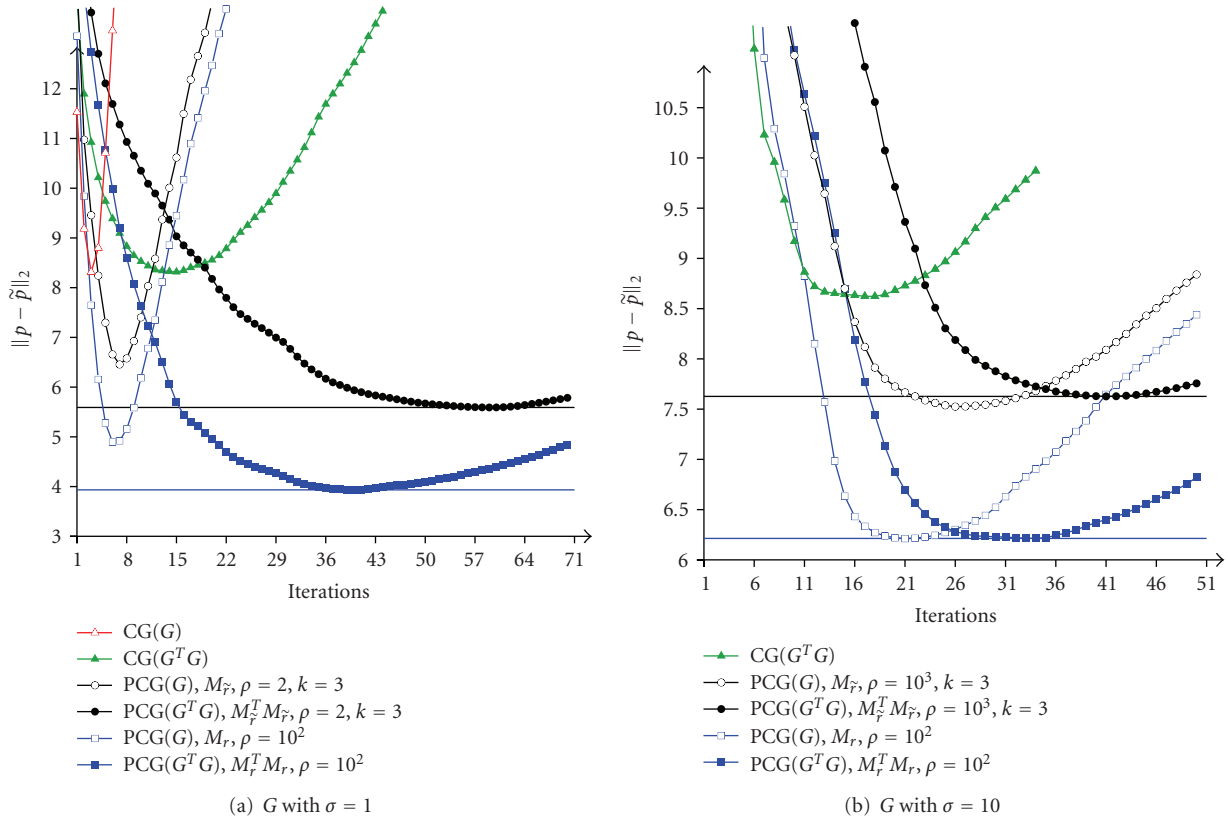 ‖p − p̃‖₂
12
11
10
9
8
7
6
5
4
3
1 8 15 22 29 36 43 50 57 64 71
Iterations
CG(G)
CG(GᵀG)
PCG(G), M_r̃, ρ = 2, k = 3
PCG(GᵀG), M_r̃ᵀM_r̃, ρ = 2, k = 3
PCG(G), M_r, ρ = 10²
PCG(GᵀG), M_rᵀM_r, ρ = 10²
(a) G with σ = 1
‖p − p̃‖₂
10.5
10
9.5
9
8.5
8
7.5
7
6.5
6
1 6 11 16 21 26 31 36 41 46 51
Iterations
CG(GᵀG)
PCG(G), M_r̃, ρ = 10³, k = 3
PCG(GᵀG), M_r̃ᵀM_r̃, ρ = 10³, k = 3
PCG(G), M_r, ρ = 10²
PCG(GᵀG), M_rᵀM_r, ρ = 10²
(b) G with σ = 10